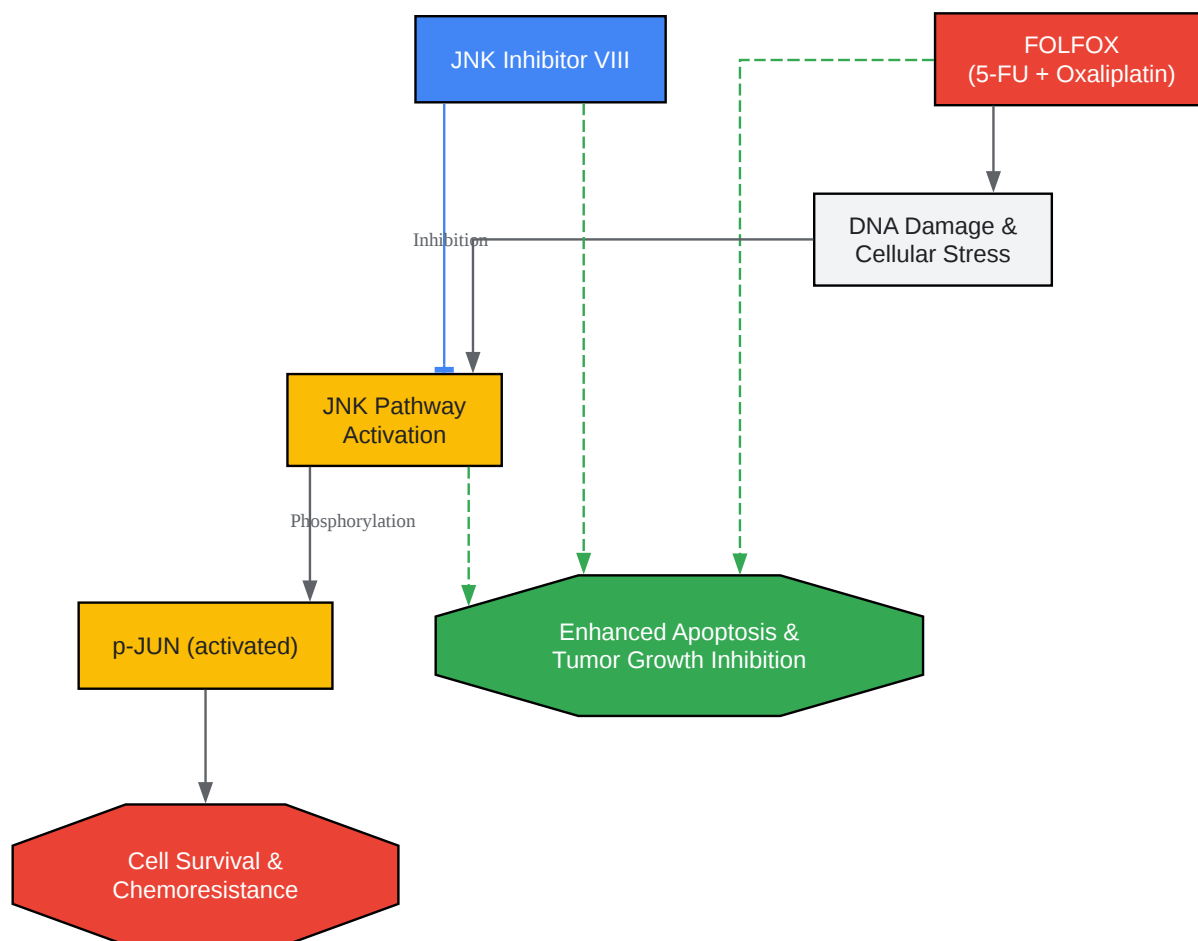 JNK Inhibitor VIII
FOLFOX
(5-FU + Oxaliplatin)
DNA Damage &
Cellular Stress
Inhibition
JNK Pathway
Activation
Phosphorylation
p-JUN (activated)
Enhanced Apoptosis &
Tumor Growth Inhibition
Cell Survival &
Chemoresistance